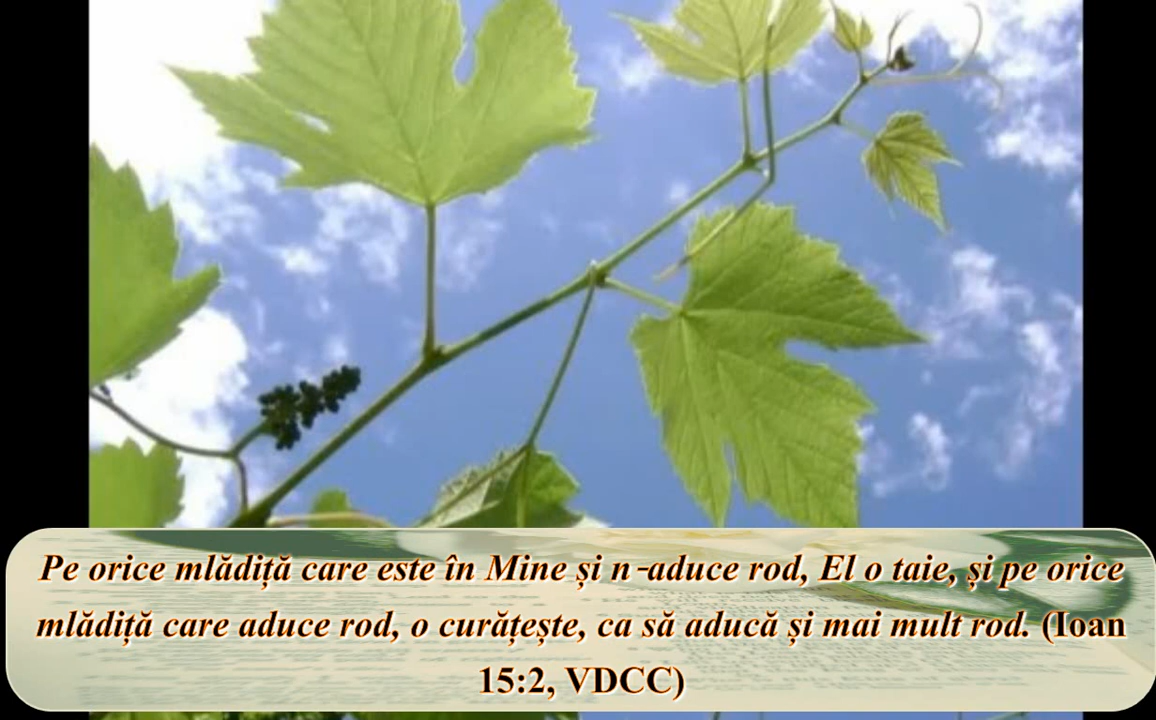 Pe orice mlădiță care este în Mine și n-aduce rod, El o taie, și pe orice
mlădiță care aduce rod, o curățește, ca să aducă și mai mult rod. (Ioan
15:2, VDCC)